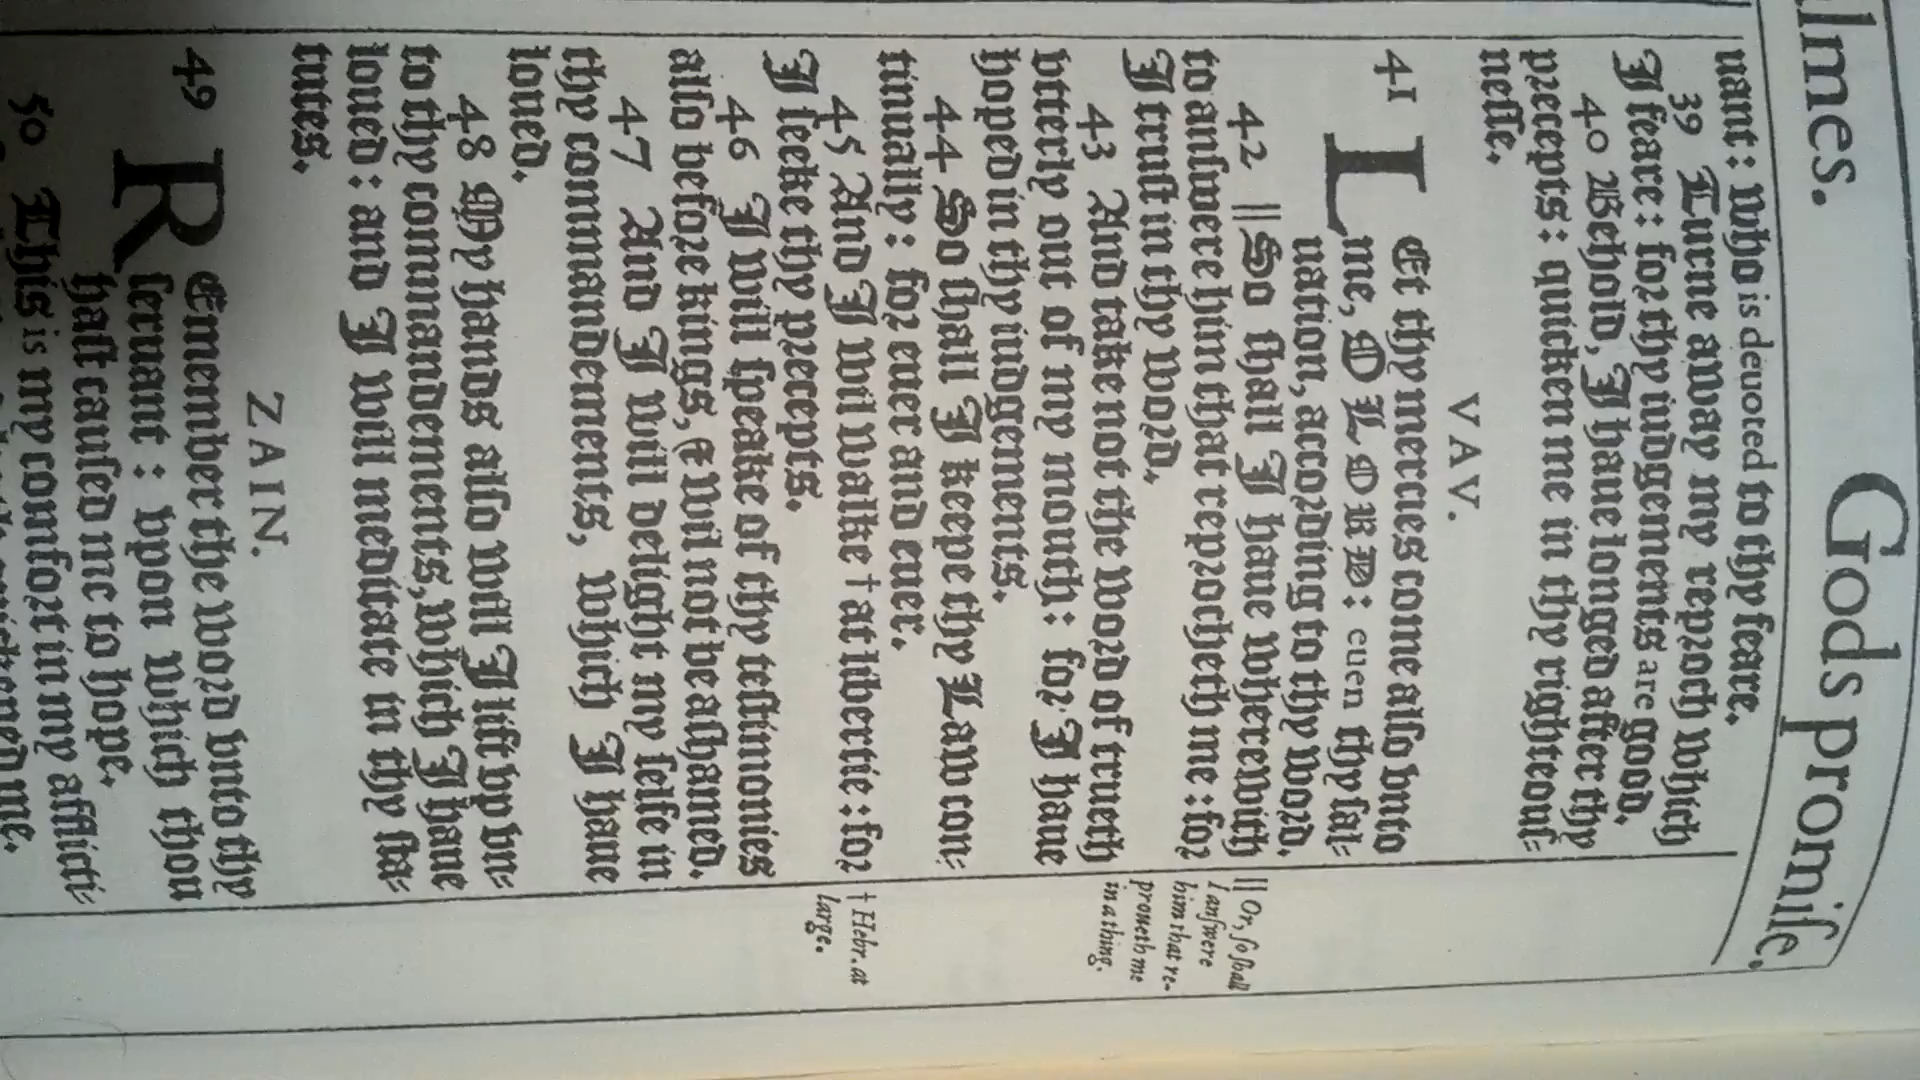 lmes. Gods promise.
uant: who is deuoted to thy feare.
39 Turne away my reproch which
I feare: for thy iudgements are good.
40 Behold, I haue longed after thy
precepts: quicken me in thy righteous-
nesse.
VAV.
41 LEt thy mercies come also vnto
me, O LORD: euen thy sal-
uation, according to thy word.
42 ||So shall I haue wherewith
to answere him that reprocheth me: for
I trust in thy word.
43 And take not the word of trueth
vtterly out of my mouth: for I haue
hoped in thy iudgements.
44 So shall I keepe thy Law con-
tinually: for euer and euer.
45 And I wil walke † at libertie: for
I seeke thy precepts.
46 I will speake of thy testimonies
also before kings, & wil not be ashamed.
47 And I will delight my selfe in
thy commandements, which I haue
loued.
48 My hands also will I lift vp vn-
to thy commandements, which I haue
loued: and I will meditate in thy sta-
tutes.
ZAIN.
49 REmember the word vnto thy
seruant: vpon which thou
hast caused me to hope.
50 This is my comfort in my afflicti-
|| Or, so shall
I answere
him that re-
proueth me
in a thing.
† Hebr. at
large.